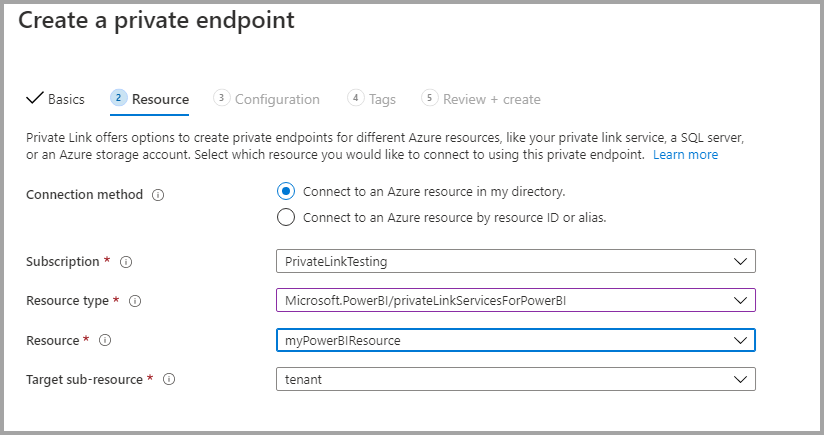 Create a private endpoint
Basics 2 Resource 3 Configuration 4 Tags 5 Review + create
Private Link offers options to create private endpoints for different Azure resources, like your private link service, a SQL server,
or an Azure storage account. Select which resource you would like to connect to using this private endpoint. Learn more
Connection method Connect to an Azure resource in my directory.
Connect to an Azure resource by resource ID or alias.
Subscription * PrivateLinkTesting
Resource type * Microsoft.PowerBI/privateLinkServicesForPowerBI
Resource * myPowerBIResource
Target sub-resource * tenant